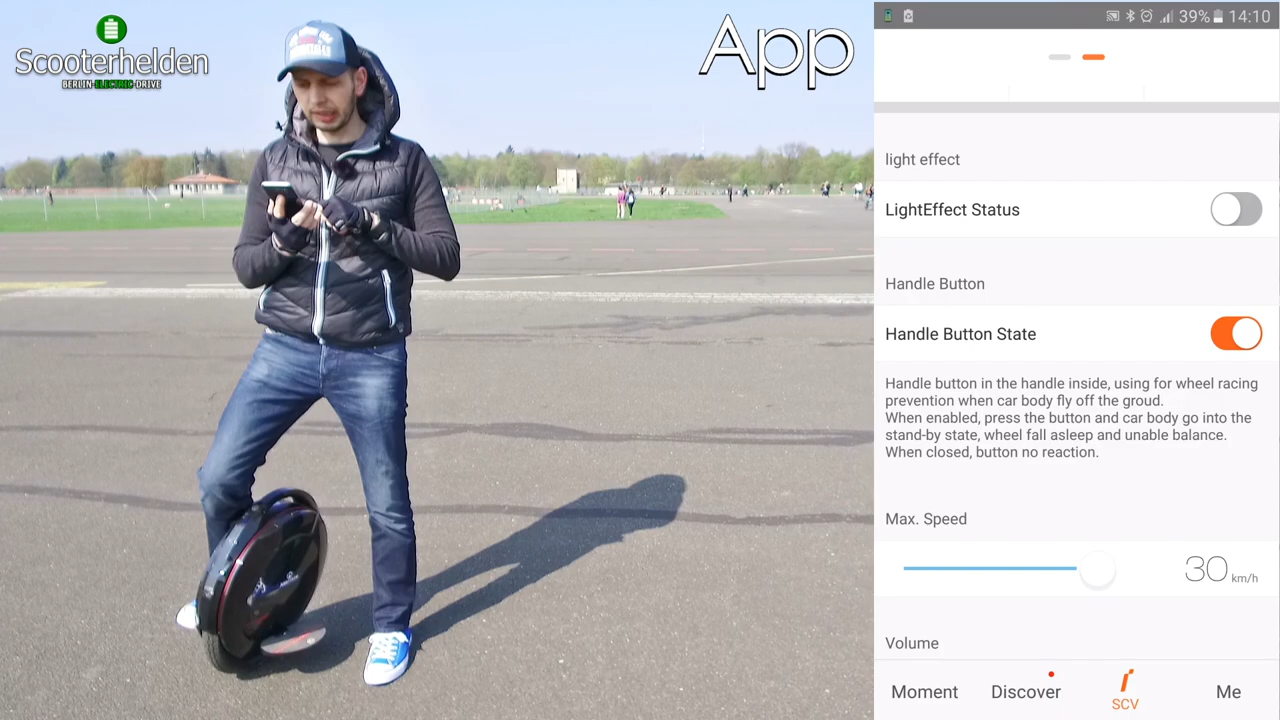 Scooterhelden
BERLIN-ELECTRIC-DRIVE
App
39% 14:10
light effect
LightEffect Status
Handle Button
Handle Button State
Handle button in the handle inside, using for wheel racing
prevention when car body fly off the groud.
When enabled, press the button and car body go into the
stand-by state, wheel fall asleep and unable balance.
When closed, button no reaction.
Max. Speed
30 km/h
Volume
Moment
Discover
SCV
Me